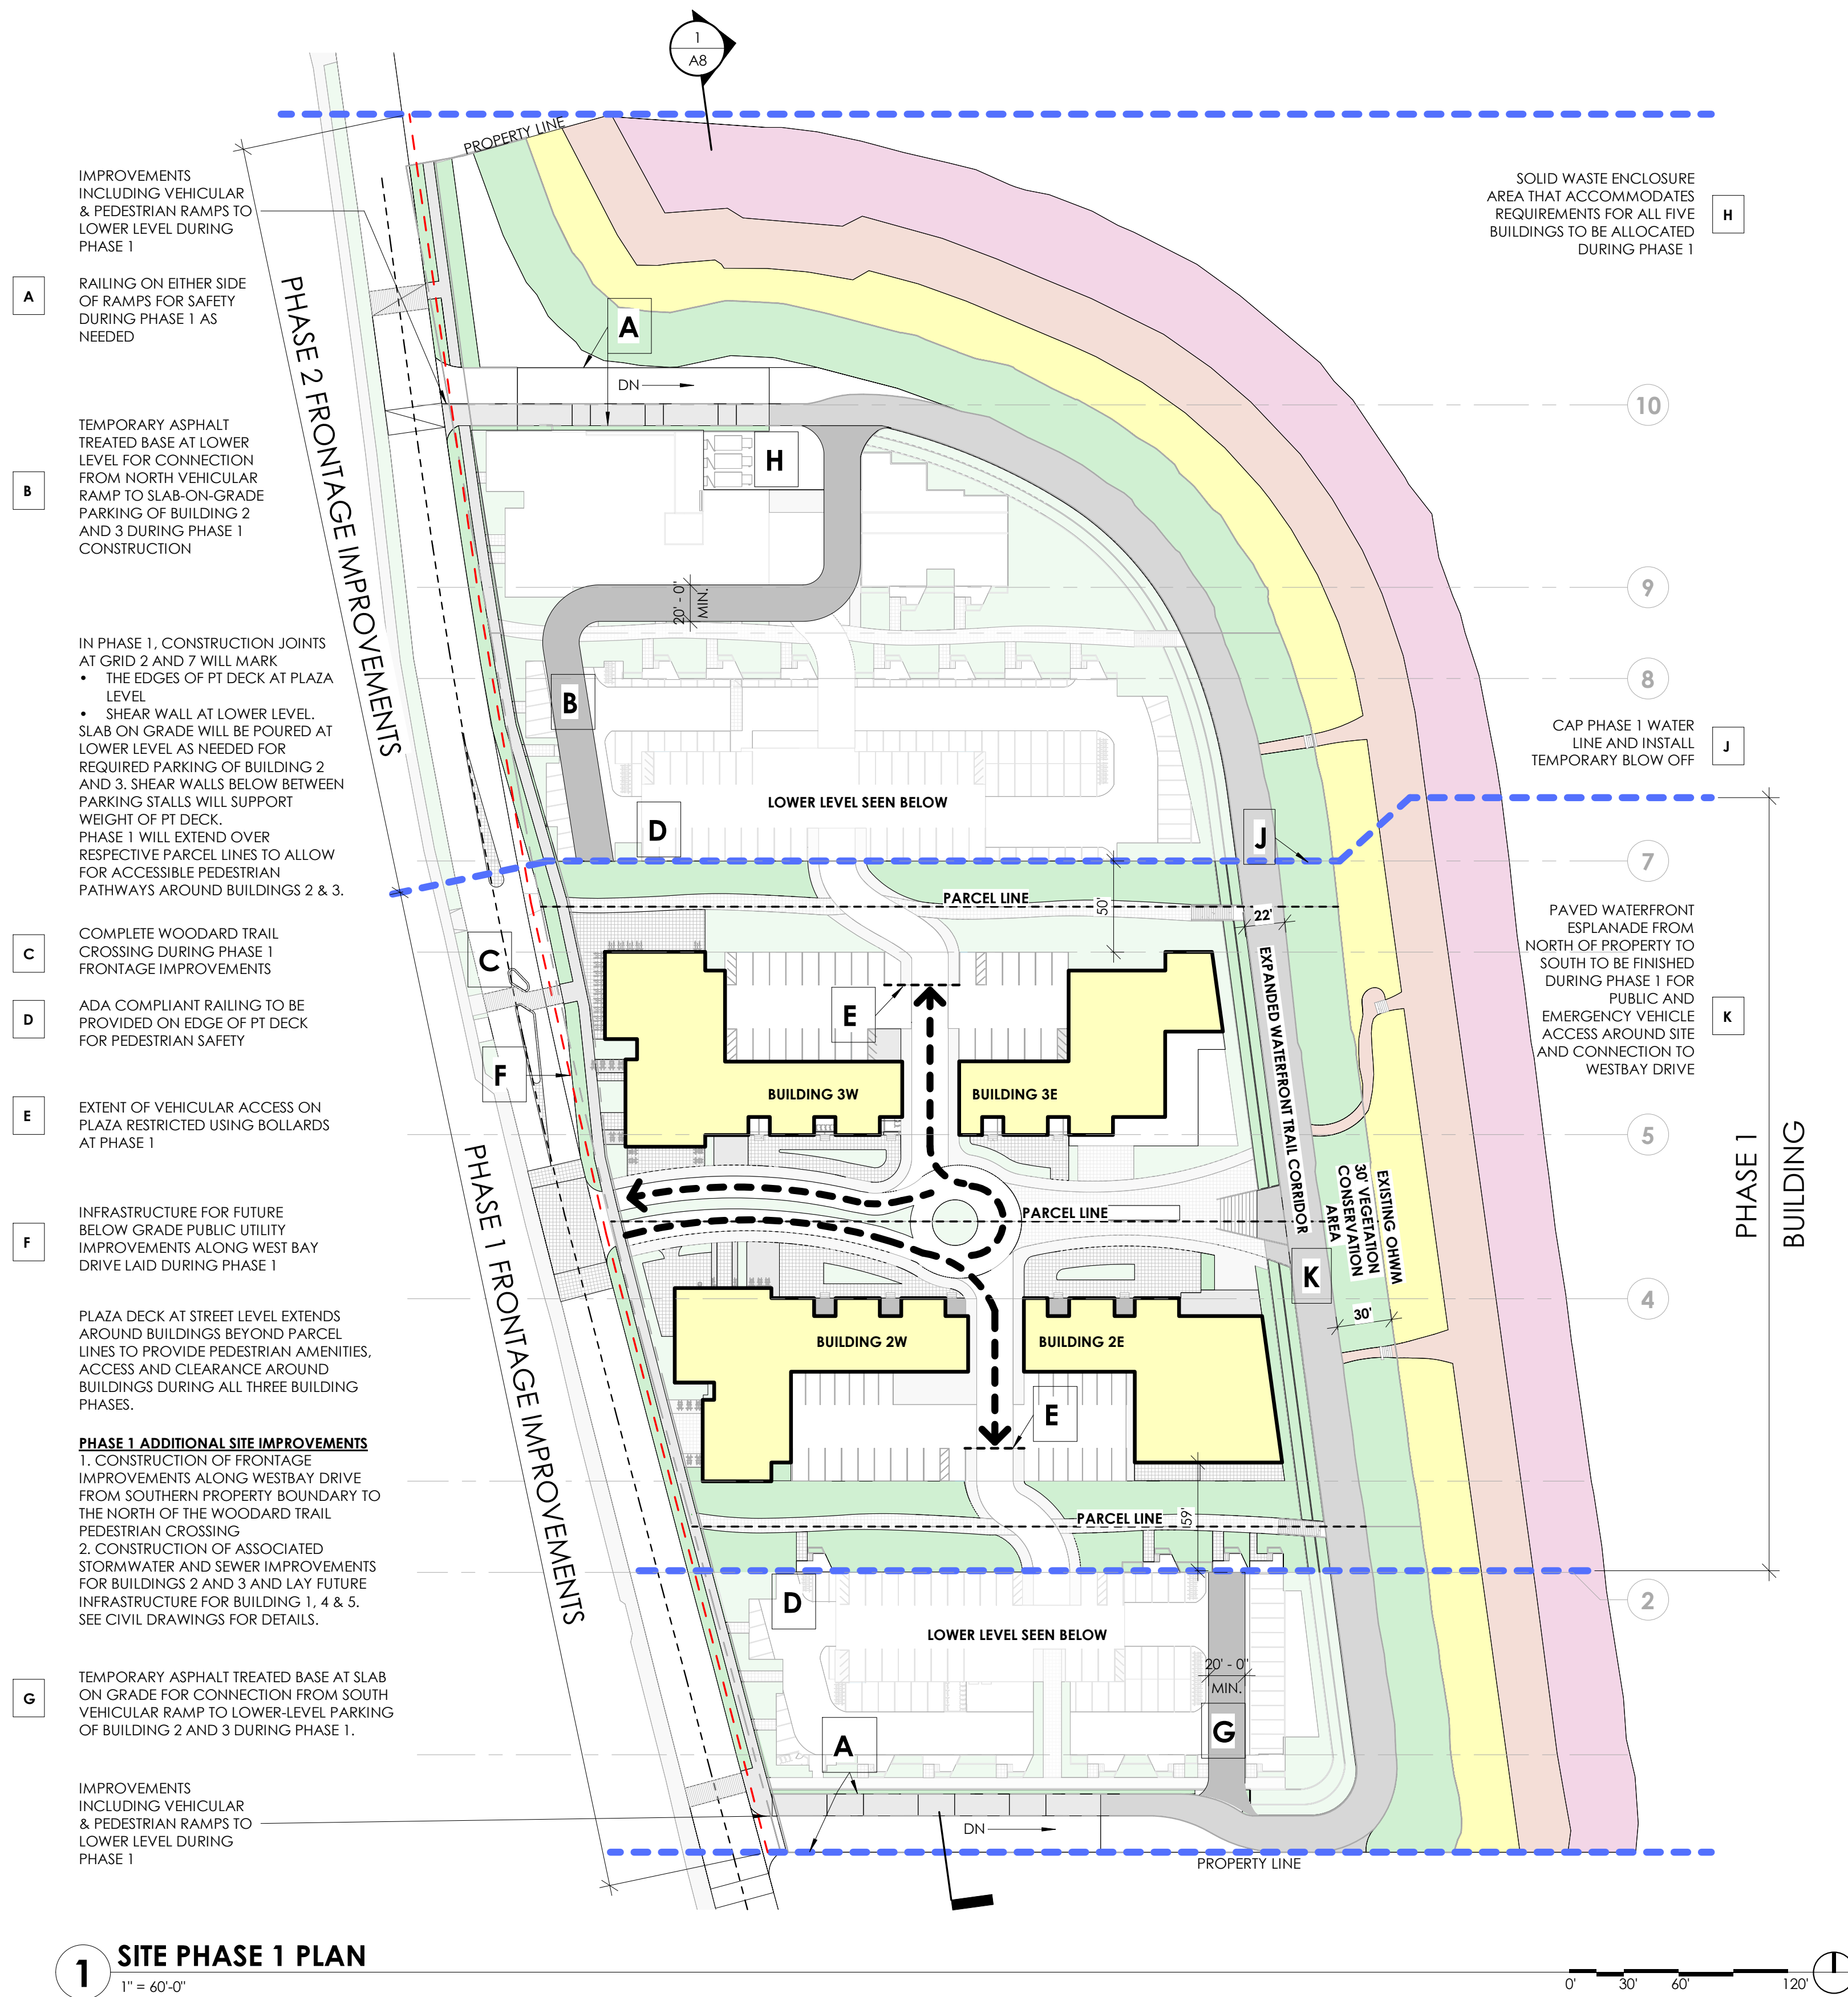 1
A8
PROPERTY LINE
IMPROVEMENTS
INCLUDING VEHICULAR
& PEDESTRIAN RAMPS TO
LOWER LEVEL DURING
PHASE 1
A
RAILING ON EITHER SIDE
OF RAMPS FOR SAFETY
DURING PHASE 1 AS
NEEDED
B
TEMPORARY ASPHALT
TREATED BASE AT LOWER
LEVEL FOR CONNECTION
FROM NORTH VEHICULAR
RAMP TO SLAB-ON-GRADE
PARKING OF BUILDING 2
AND 3 DURING PHASE 1
CONSTRUCTION
IN PHASE 1, CONSTRUCTION JOINTS
AT GRID 2 AND 7 WILL MARK
• THE EDGES OF PT DECK AT PLAZA
LEVEL
• SHEAR WALL AT LOWER LEVEL.
SLAB ON GRADE WILL BE POURED AT
LOWER LEVEL AS NEEDED FOR
REQUIRED PARKING OF BUILDING 2
AND 3. SHEAR WALLS BELOW BETWEEN
PARKING STALLS WILL SUPPORT
WEIGHT OF PT DECK.
PHASE 1 WILL EXTEND OVER
RESPECTIVE PARCEL LINES TO ALLOW
FOR ACCESSIBLE PEDESTRIAN
PATHWAYS AROUND BUILDINGS 2 & 3.
C
COMPLETE WOODARD TRAIL
CROSSING DURING PHASE 1
FRONTAGE IMPROVEMENTS
D
ADA COMPLIANT RAILING TO BE
PROVIDED ON EDGE OF PT DECK
FOR PEDESTRIAN SAFETY
E
EXTENT OF VEHICULAR ACCESS ON
PLAZA RESTRICTED USING BOLLARDS
AT PHASE 1
F
INFRASTRUCTURE FOR FUTURE
BELOW GRADE PUBLIC UTILITY
IMPROVEMENTS ALONG WEST BAY
DRIVE LAID DURING PHASE 1
PLAZA DECK AT STREET LEVEL EXTENDS
AROUND BUILDINGS BEYOND PARCEL
LINES TO PROVIDE PEDESTRIAN AMENITIES,
ACCESS AND CLEARANCE AROUND
BUILDINGS DURING ALL THREE BUILDING
PHASES.
PHASE 1 ADDITIONAL SITE IMPROVEMENTS
1. CONSTRUCTION OF FRONTAGE
IMPROVEMENTS ALONG WESTBAY DRIVE
FROM SOUTHERN PROPERTY BOUNDARY TO
THE NORTH OF THE WOODARD TRAIL
PEDESTRIAN CROSSING
2. CONSTRUCTION OF ASSOCIATED
STORMWATER AND SEWER IMPROVEMENTS
FOR BUILDINGS 2 AND 3 AND LAY FUTURE
INFRASTRUCTURE FOR BUILDING 1, 4 & 5.
SEE CIVIL DRAWINGS FOR DETAILS.
G
TEMPORARY ASPHALT TREATED BASE AT SLAB
ON GRADE FOR CONNECTION FROM SOUTH
VEHICULAR RAMP TO LOWER-LEVEL PARKING
OF BUILDING 2 AND 3 DURING PHASE 1.
IMPROVEMENTS
INCLUDING VEHICULAR
& PEDESTRIAN RAMPS TO
LOWER LEVEL DURING
PHASE 1
PHASE 2 FRONTAGE IMPROVEMENTS
PHASE 1 FRONTAGE IMPROVEMENTS
A
DN
H
20' - 0"
MIN.
B
LOWER LEVEL SEEN BELOW
D
J
PARCEL LINE
50'
22'
C
E
F
BUILDING 3W
BUILDING 3E
EXPANDED WATERFRONT TRAIL CORRIDOR
PARCEL LINE
EXISTING OHWM
30' VEGETATION
CONSERVATION
AREA
K
30'
BUILDING 2W
BUILDING 2E
E
PARCEL LINE
59'
D
LOWER LEVEL SEEN BELOW
20' - 0"
MIN.
G
A
DN
PROPERTY LINE
SOLID WASTE ENCLOSURE
AREA THAT ACCOMMODATES
REQUIREMENTS FOR ALL FIVE
BUILDINGS TO BE ALLOCATED
DURING PHASE 1
H
10
9
8
CAP PHASE 1 WATER
LINE AND INSTALL
TEMPORARY BLOW OFF
J
7
PAVED WATERFRONT
ESPLANADE FROM
NORTH OF PROPERTY TO
SOUTH TO BE FINISHED
DURING PHASE 1 FOR
PUBLIC AND
EMERGENCY VEHICLE
ACCESS AROUND SITE
AND CONNECTION TO
WESTBAY DRIVE
K
5
PHASE 1
BUILDING
4
2
1
SITE PHASE 1 PLAN
1" = 60'-0"
0'
30'
60'
120'